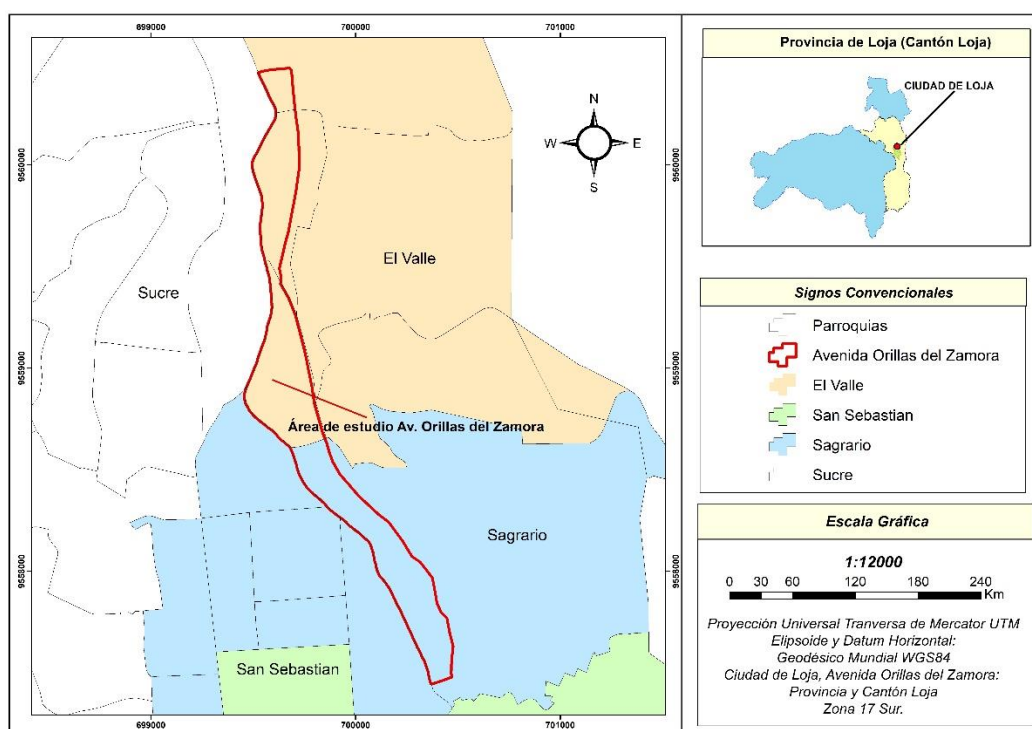 699000
700000
701000
9560000
9559000
9558000
9560000
9559000
9558000
699000
700000
701000
N
W
E
S
El Valle
Sucre
Área de estudio Av. Orillas del Zamora
Sagrario
San Sebastian
Provincia de Loja (Cantón Loja)
CIUDAD DE LOJA
Signos Convencionales
Parroquias
Avenida Orillas del Zamora
El Valle
San Sebastian
Sagrario
Sucre
Escala Gráfica
1:12000
0 30 60 120 180 240
Km
Proyección Universal Tranversa de Mercator UTM
Elipsoide y Datum Horizontal:
Geodésico Mundial WGS84
Ciudad de Loja, Avenida Orillas del Zamora:
Provincia y Cantón Loja
Zona 17 Sur.